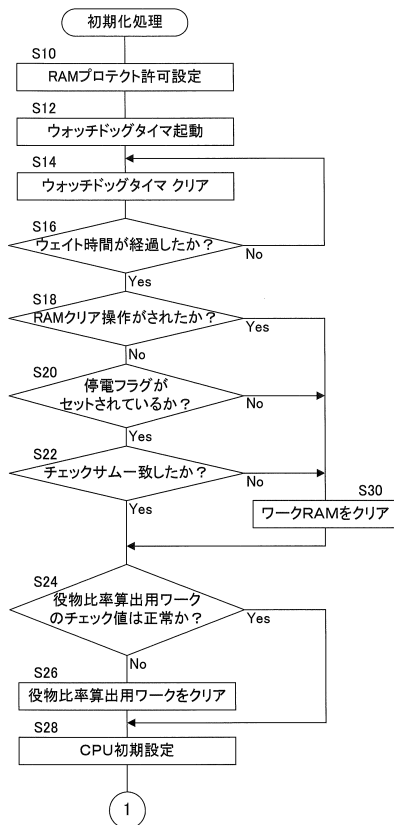 初期化処理
S10
RAMプロテクト許可設定
S12
ウォッチドッグタイマ起動
S14
ウォッチドッグタイマ クリア
S16
ウェイト時間が経過したか？
No
Yes
S18
RAMクリア操作がされたか？
Yes
No
S20
停電フラグが
セットされているか？
No
Yes
S22
チェックサム一致したか？
No
Yes
S30
ワークRAMをクリア
S24
役物比率算出用ワーク
のチェック値は正常か？
Yes
No
S26
役物比率算出用ワークをクリア
S28
CPU初期設定
1